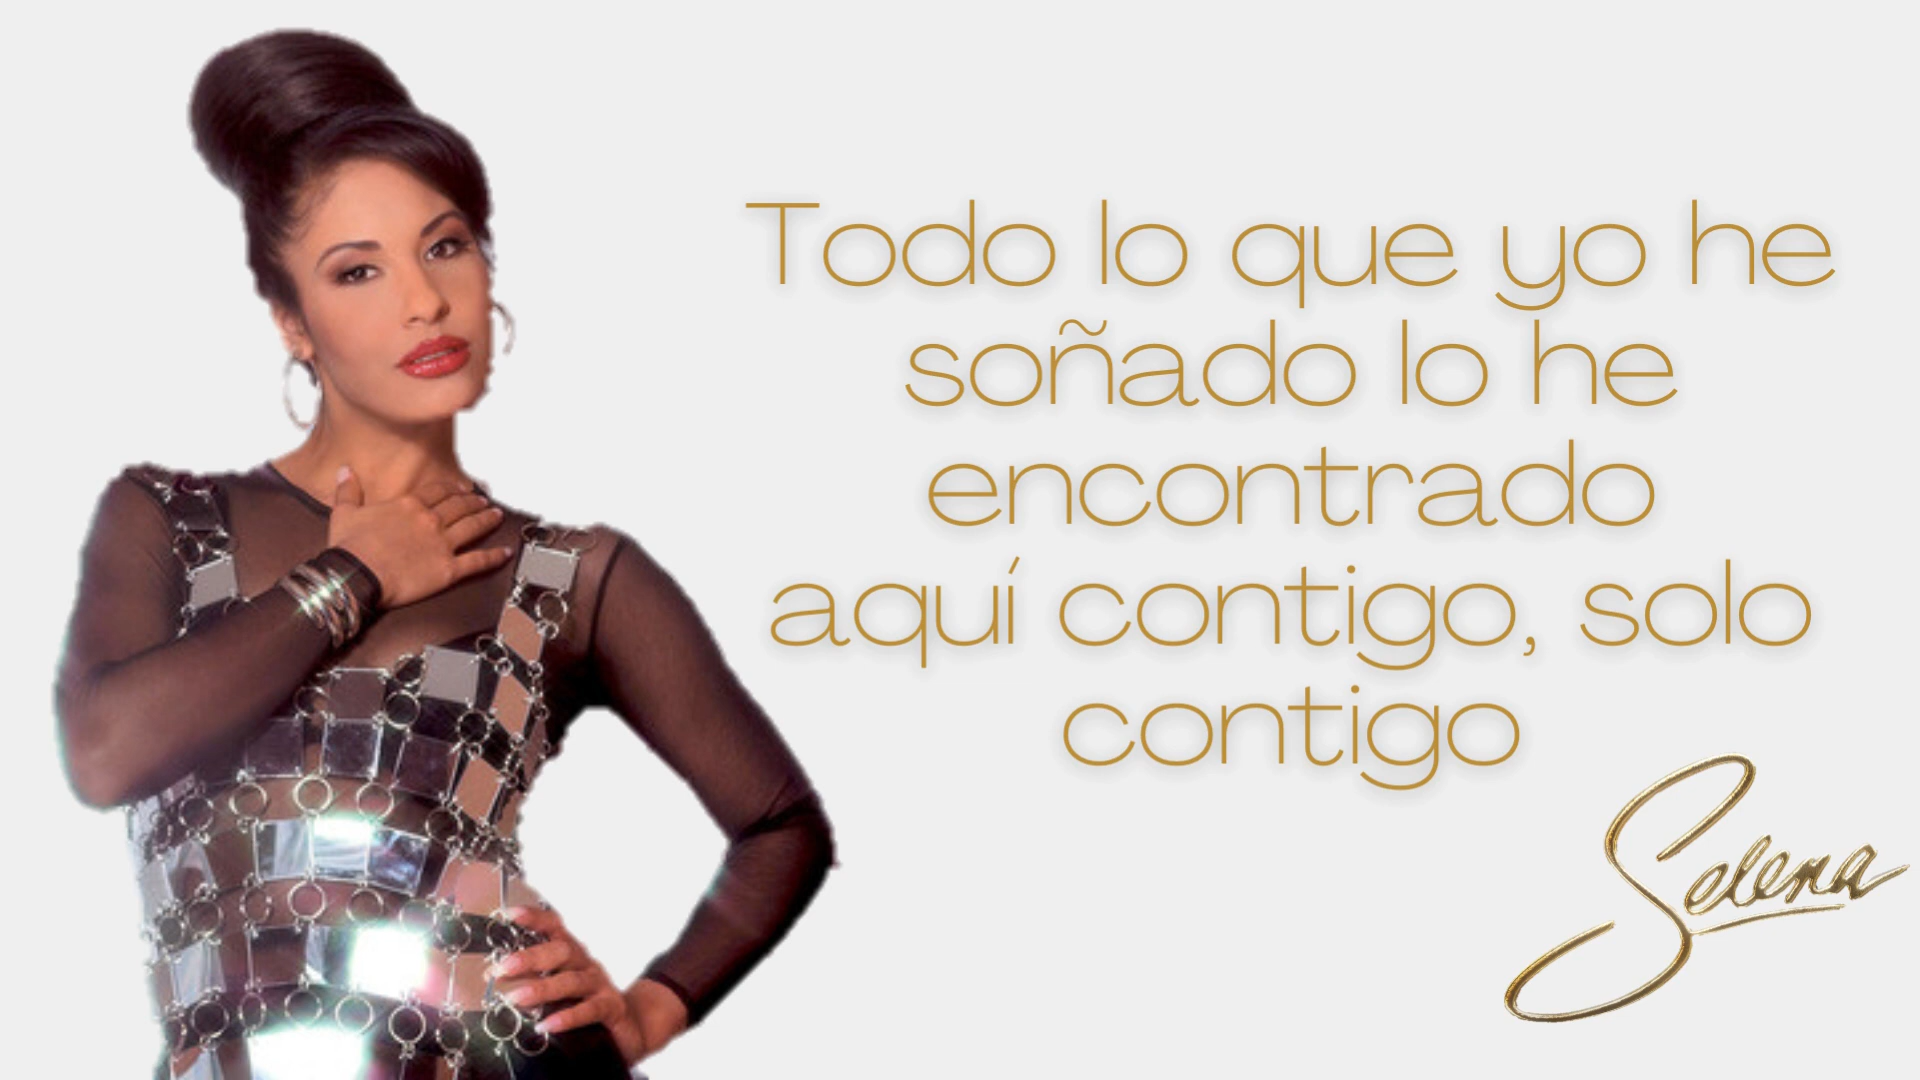 Todo lo que yo he
soñado lo he
encontrado
aquí contigo, solo
contigo
Selena